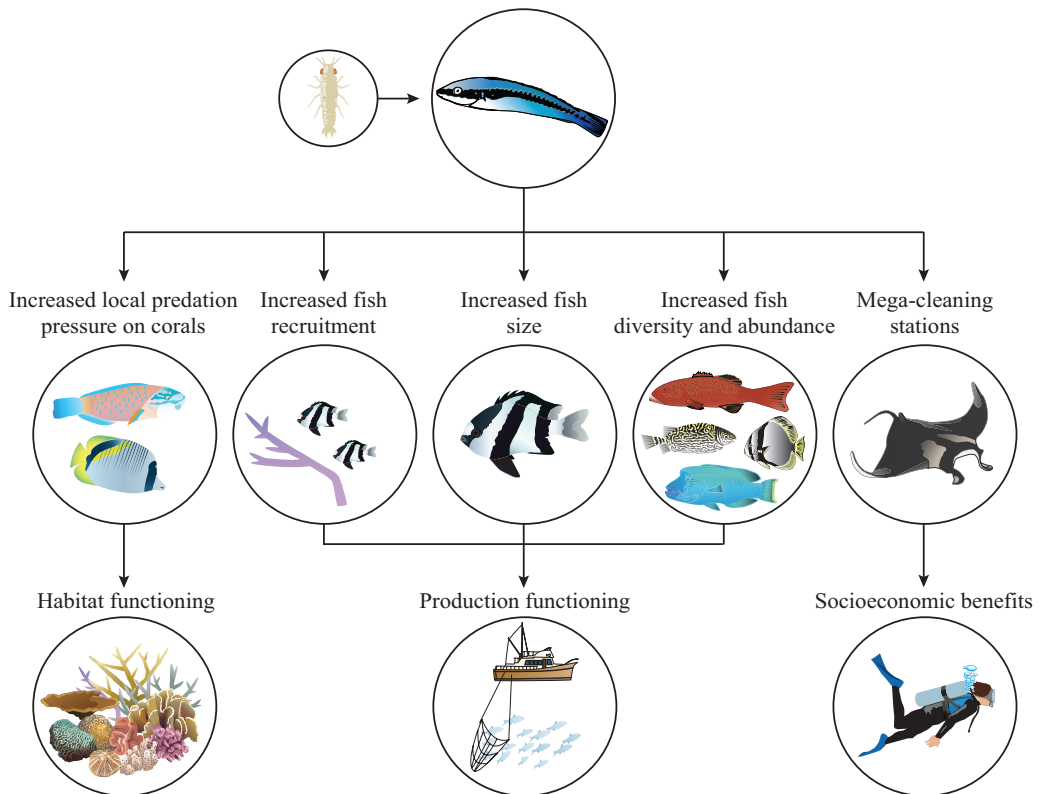 Increased local predation
pressure on corals
Increased fish
recruitment
Increased fish
size
Increased fish
diversity and abundance
Mega-cleaning
stations
Habitat functioning
Production functioning
Socioeconomic benefits